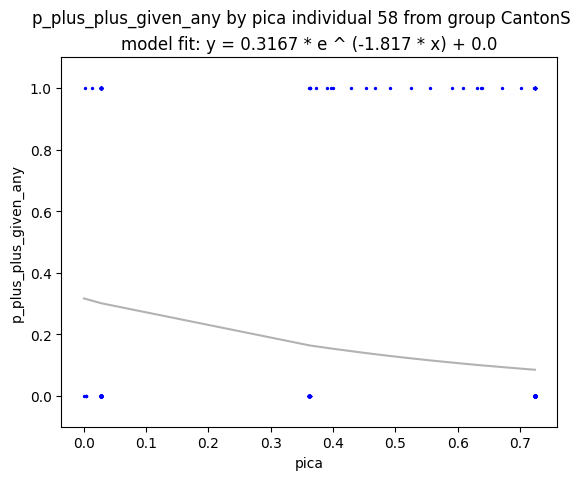 p_plus_plus_given_any by pica individual 58 from group CantonS
model fit: y = 0.3167 * e ^ (-1.817 * x) + 0.0
1.0
0.8
0.6
0.4
0.2
0.0
p_plus_plus_given_any
0.0 0.1 0.2 0.3 0.4 0.5 0.6 0.7
pica